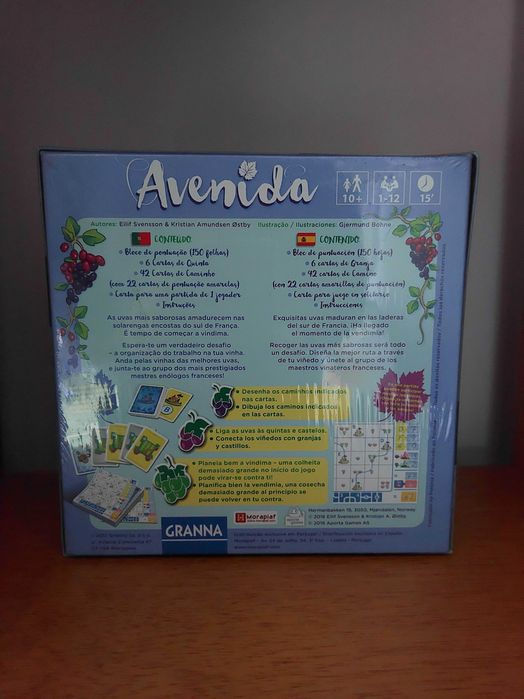 Avenida
10+ 1-12 15'
Autores: Eilif Svensson & Kristian Amundsen Østby Ilustração / Ilustraciones: Gjermund Bohne
CONTEÚDO:
• Bloco de pontuação (150 folhas)
• 6 Cartas de Quinta
• 42 Cartas de Caminho
(com 22 cartas de pontuação amarelas)
• Carta para uma partida de 1 jogador
• Instruções
As uvas mais saborosas amadurecem nas
solarengas encostas do sul de França.
É tempo de começar a vindima.
Espera-te um verdadeiro desafio
– a organização do trabalho na tua vinha.
Anda pelas vinhas das melhores uvas,
e junta-te ao grupo dos mais prestigiados
mestres enólogos franceses!
CONTENIDO:
• Bloc de puntuación (150 hojas)
• 6 cartas de Granja
• 42 cartas de Camino
(con 22 cartas amarillas de puntuación)
• Carta para juego en solitario
• Instrucciones
Exquisitas uvas maduran en las laderas
del sur de Francia. ¡Ha llegado
el momento de la vendimia!
Recoger las uvas más sabrosas será todo
un desafío. Diseña la mejor ruta a través
de tu viñedo y únete al grupo de los
maestros vinateros franceses.
• Desenha os caminhos indicados
nas cartas.
• Dibuja los caminos indicados
en las cartas.
• Liga as uvas às quintas e castelos.
• Conecta los viñedos con granjas
y castillos.
• Planeia bem a vindima – uma colheita
demasiado grande no início do jogo
pode virar-se contra ti!
• Planifica bien la vendimia, una cosecha
demasiado grande al principio se
puede volver en tu contra.
GRANNA
Morapiaf
Hermanbakken 1B, 3050, Mjøndalen, Norway
© 2016 Eilif Svensson & Kristian A. Østby
© 2016 Aporta Games AS